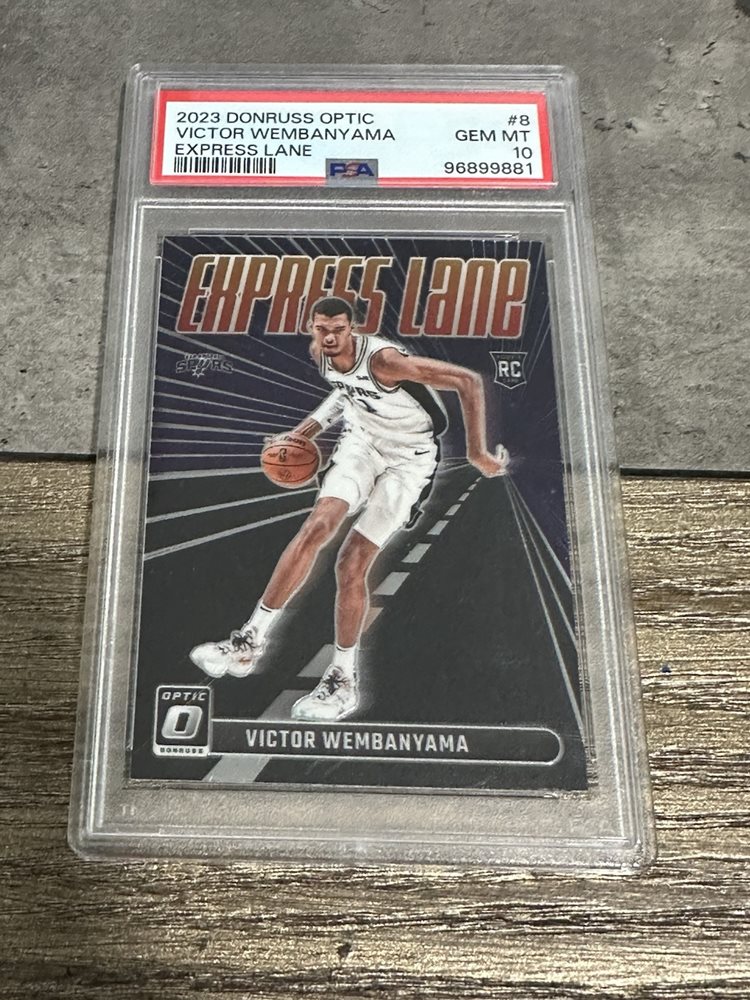 2023 DONRUSS OPTIC #8
VICTOR WEMBANYAMA GEM MT
EXPRESS LANE 10
PSA 96899881
EXPRESS LANE
SPURS
RC
SPURS
OPTIC
DONRUSS
VICTOR WEMBANYAMA